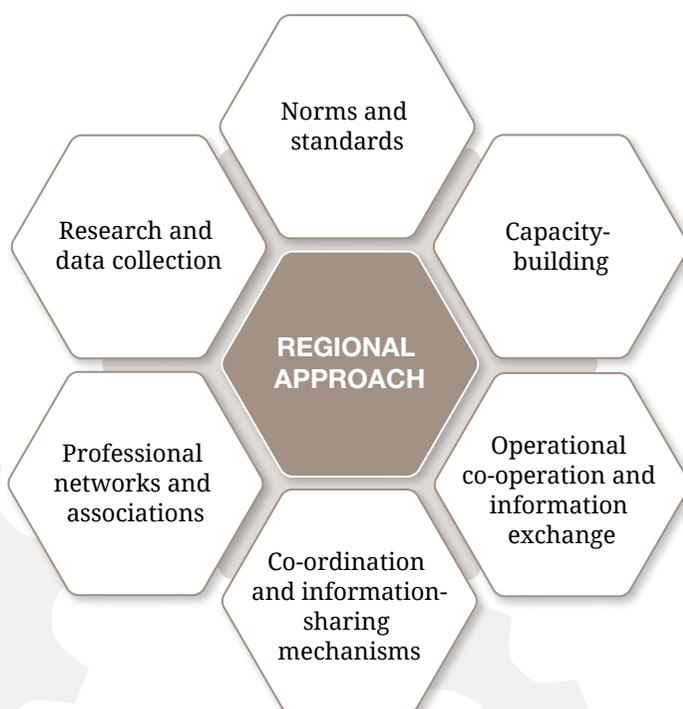 Norms and
standards
Research and
data collection
Capacity-
building
REGIONAL
APPROACH
Professional
networks and
associations
Operational
co-operation and
information
exchange
Co-ordination
and information-
sharing
mechanisms